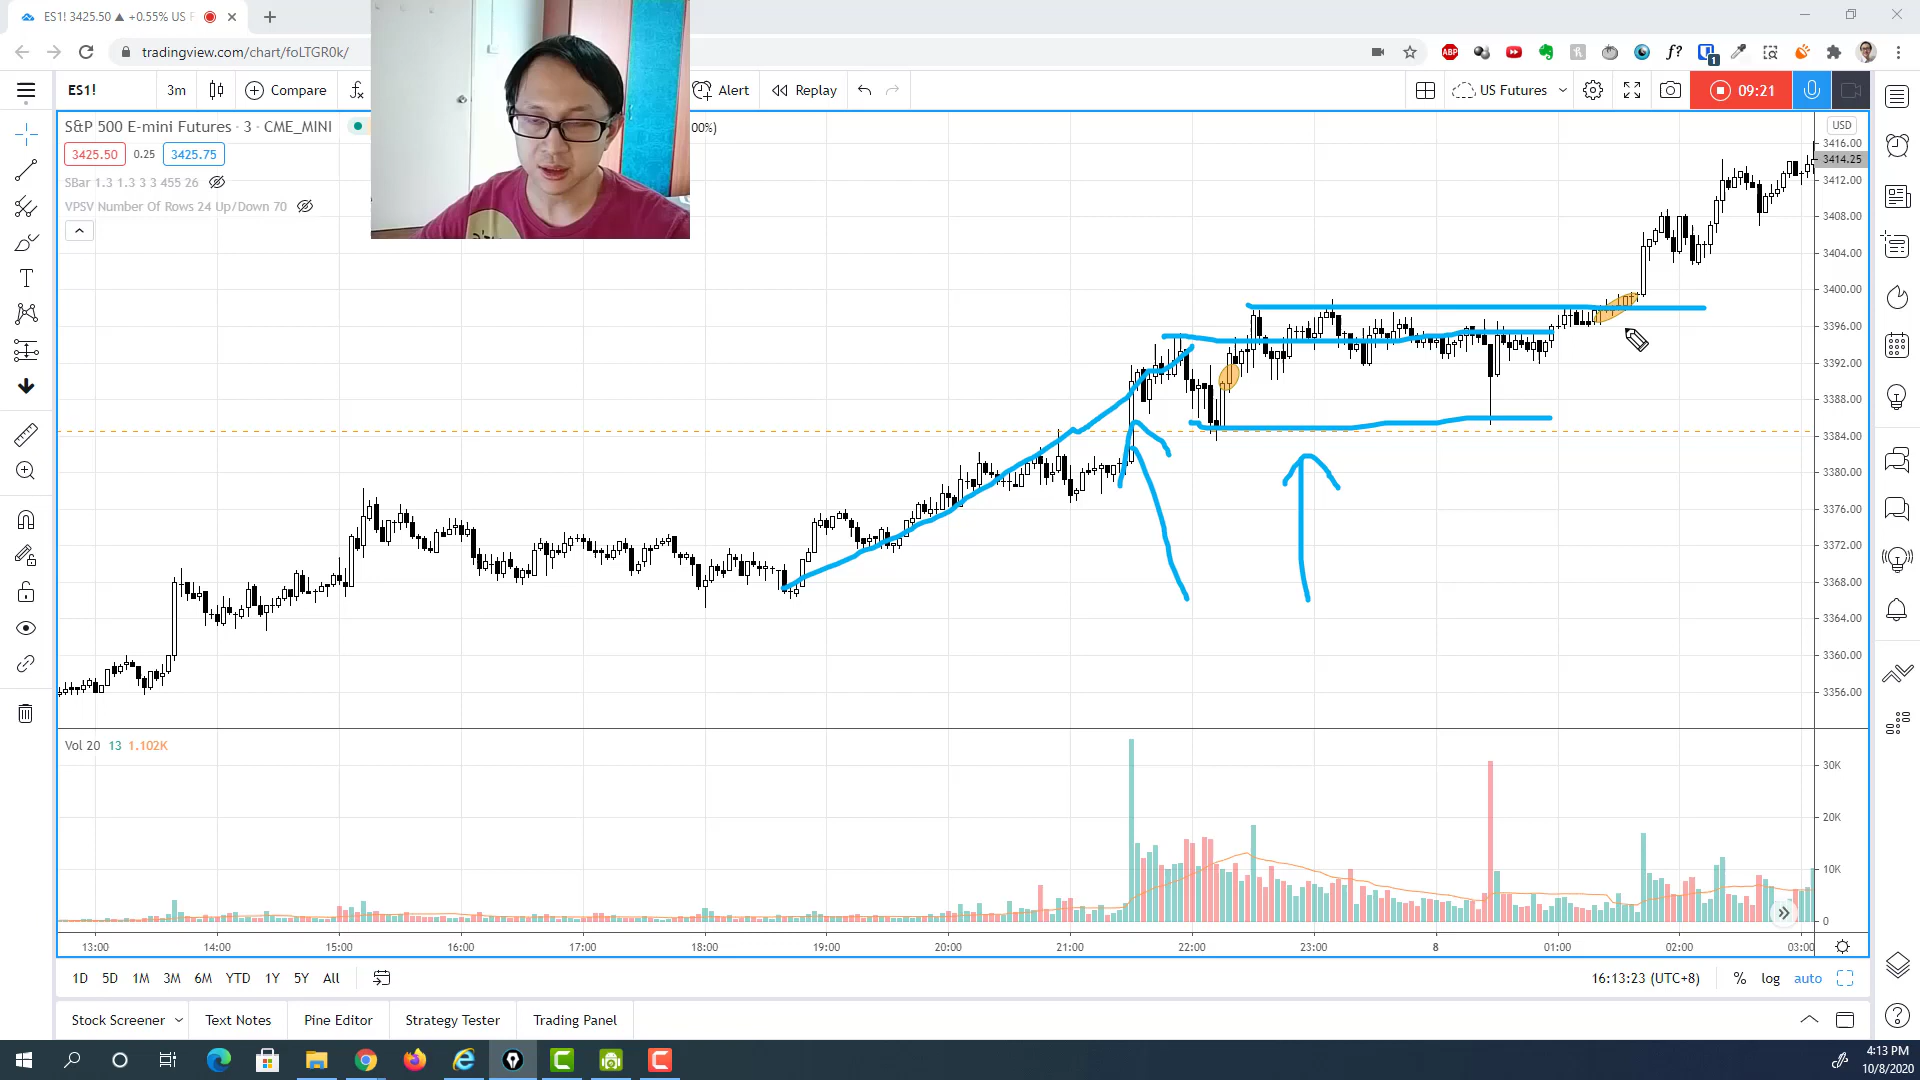 ES1! 3425.50 ▲ +0.55% US F
tradingview.com/chart/foLTGR0k/
ABP
f?
1
ES1!
3m
Compare
Alert
Replay
US Futures
09:21
S&P 500 E-mini Futures · 3 · CME_MINI
00%)
3425.50
0.25
3425.75
SBar 1.3 1.3 3 3 455 26
VPSV Number Of Rows 24 Up/Down 70
USD
3416.00
3414.25
3412.00
3408.00
3404.00
3400.00
3396.00
3392.00
3388.00
3384.00
3380.00
3376.00
3372.00
3368.00
3364.00
3360.00
3356.00
Vol 20 13 1.102K
30K
20K
10K
0
13:00 14:00 15:00 16:00 17:00 18:00 19:00 20:00 21:00 22:00 23:00 8 01:00 02:00 03:00
1D 5D 1M 3M 6M YTD 1Y 5Y All
16:13:23 (UTC+8)
% log auto
Stock Screener Text Notes Pine Editor Strategy Tester Trading Panel
4:13 PM
10/8/2020